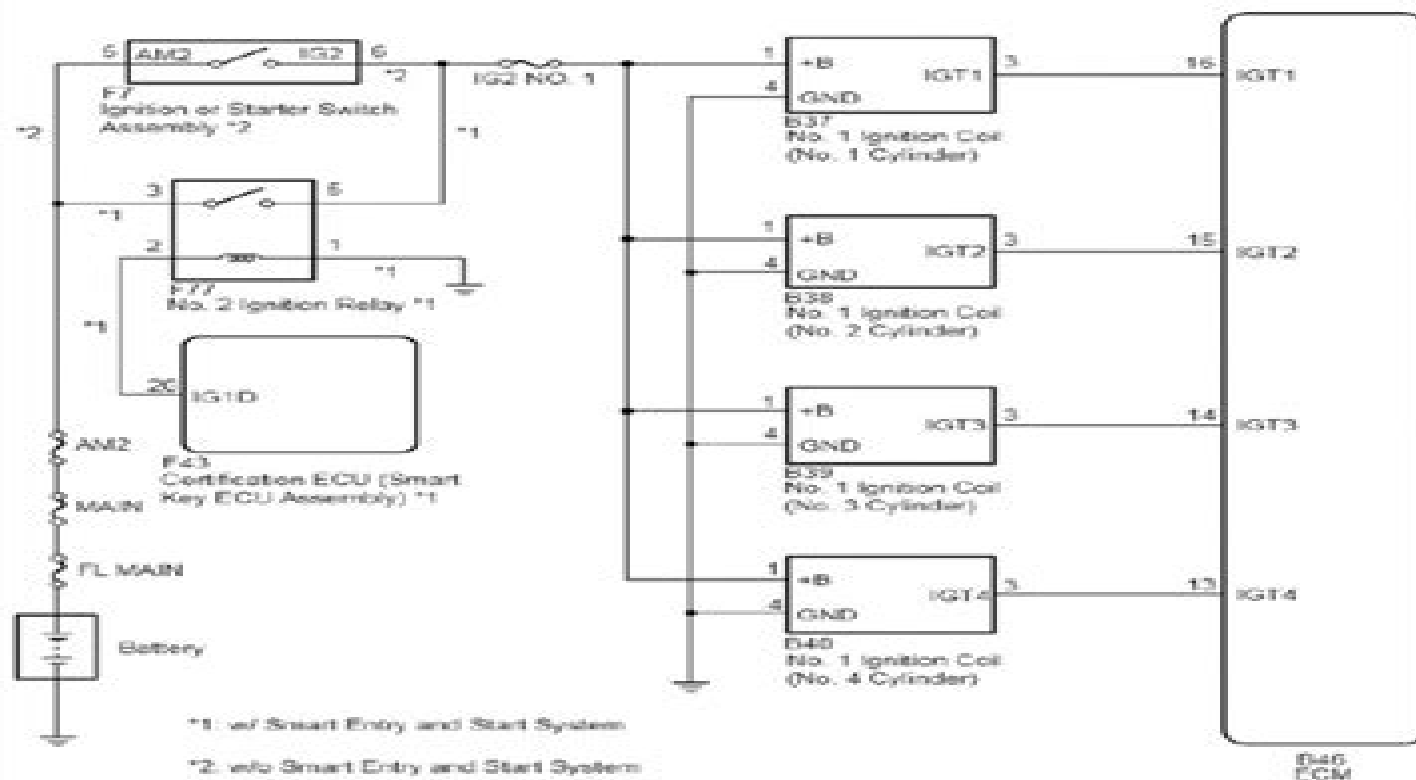 5 AM2 IG2 6
*2
F7
Ignition or Starter Switch
Assembly *2
*2
IG2 NO. 1
*1
3 5
*1
2 1
*1
F77
No. 2 Ignition Relay *1
*1
IG1D
Certification ECU (Smart
Key ECU Assembly) *1
AM2
MAIN
FL MAIN
Battery
1 +B
IGT1 3
4 GND
B37
No. 1 Ignition Coil
(No. 1 Cylinder)
1 +B
IGT2 3
4 GND
B38
No. 1 Ignition Coil
(No. 2 Cylinder)
1 +B
IGT3 3
4 GND
B39
No. 1 Ignition Coil
(No. 3 Cylinder)
1 +B
IGT4 3
4 GND
B40
No. 1 Ignition Coil
(No. 4 Cylinder)
16 IGT1
15 IGT2
14 IGT3
13 IGT4
ECM
*1: w/ Smart Entry and Start System
*2: w/o Smart Entry and Start System